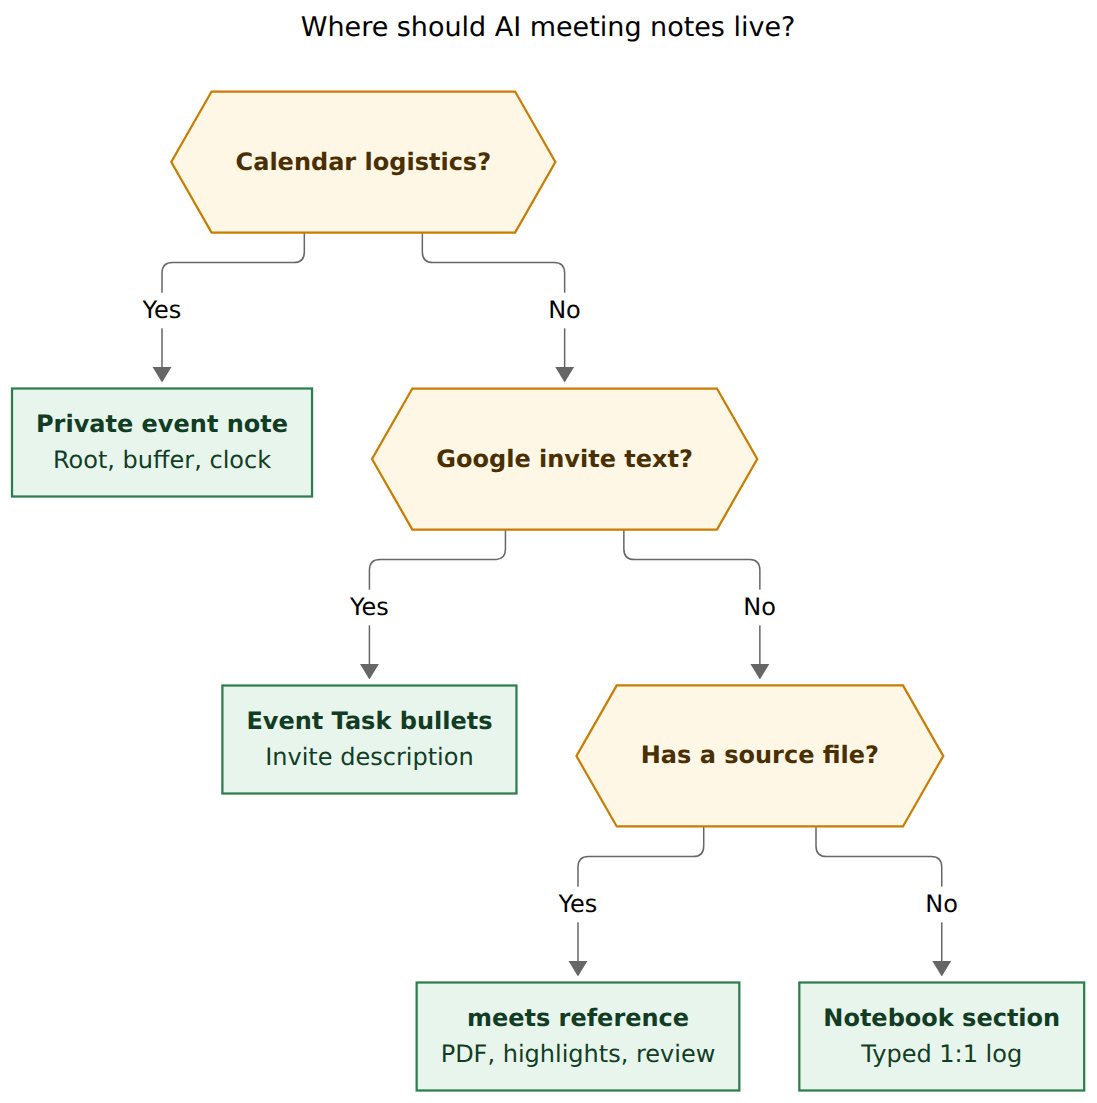 Where should AI meeting notes live?
Calendar logistics?
Yes
No
Private event note
Root, buffer, clock
Google invite text?
Yes
No
Event Task bullets
Invite description
Has a source file?
Yes
No
meets reference
PDF, highlights, review
Notebook section
Typed 1:1 log